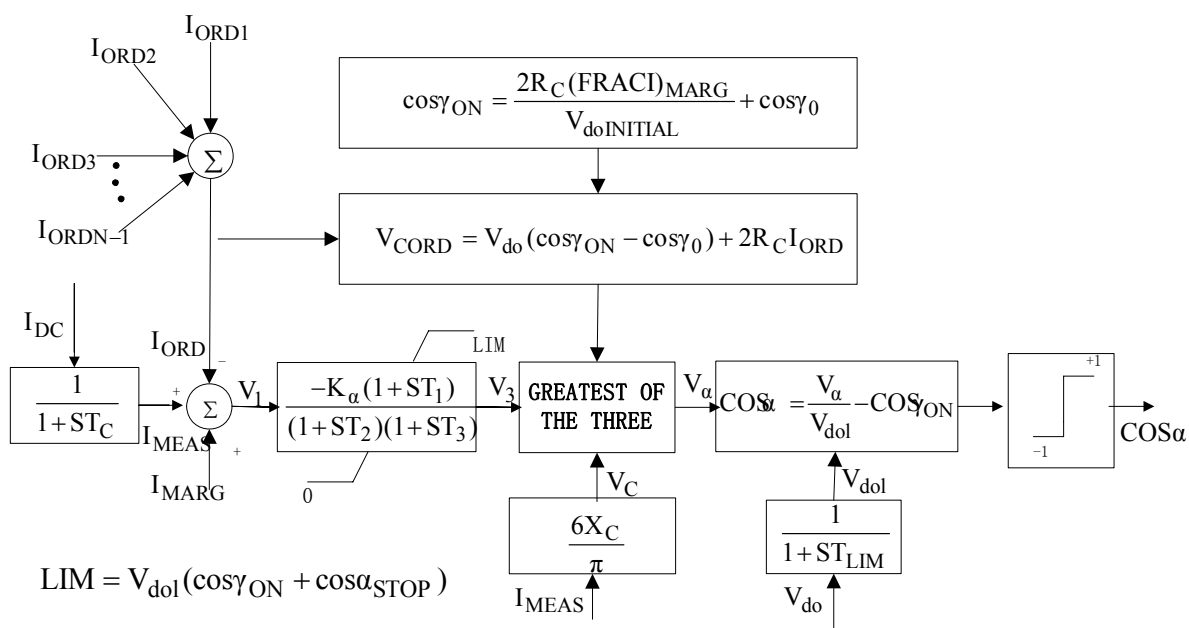 I_ORD1
I_ORD2
I_ORD3
I_ORDN−1
Σ
cosγ_ON = 2R_C(FRACI)_MARG / V_doINITIAL + cosγ_0
V_CORD = V_do(cosγ_ON − cosγ_0) + 2R_C I_ORD
I_DC
I_ORD
−
LIM
1 / 1+ST_C
+
I_MEAS
Σ
+
I_MARG
V_1
−K_α(1+ST_1) / (1+ST_2)(1+ST_3)
0
V_3
GREATEST OF
THE THREE
V_α
COSα = V_α / V_dol − COSγ_ON
+1
−1
COSα
V_C
6X_C / π
I_MEAS
V_dol
1 / 1+ST_LIM
V_do
LIM = V_dol(cosγ_ON + cosα_STOP)